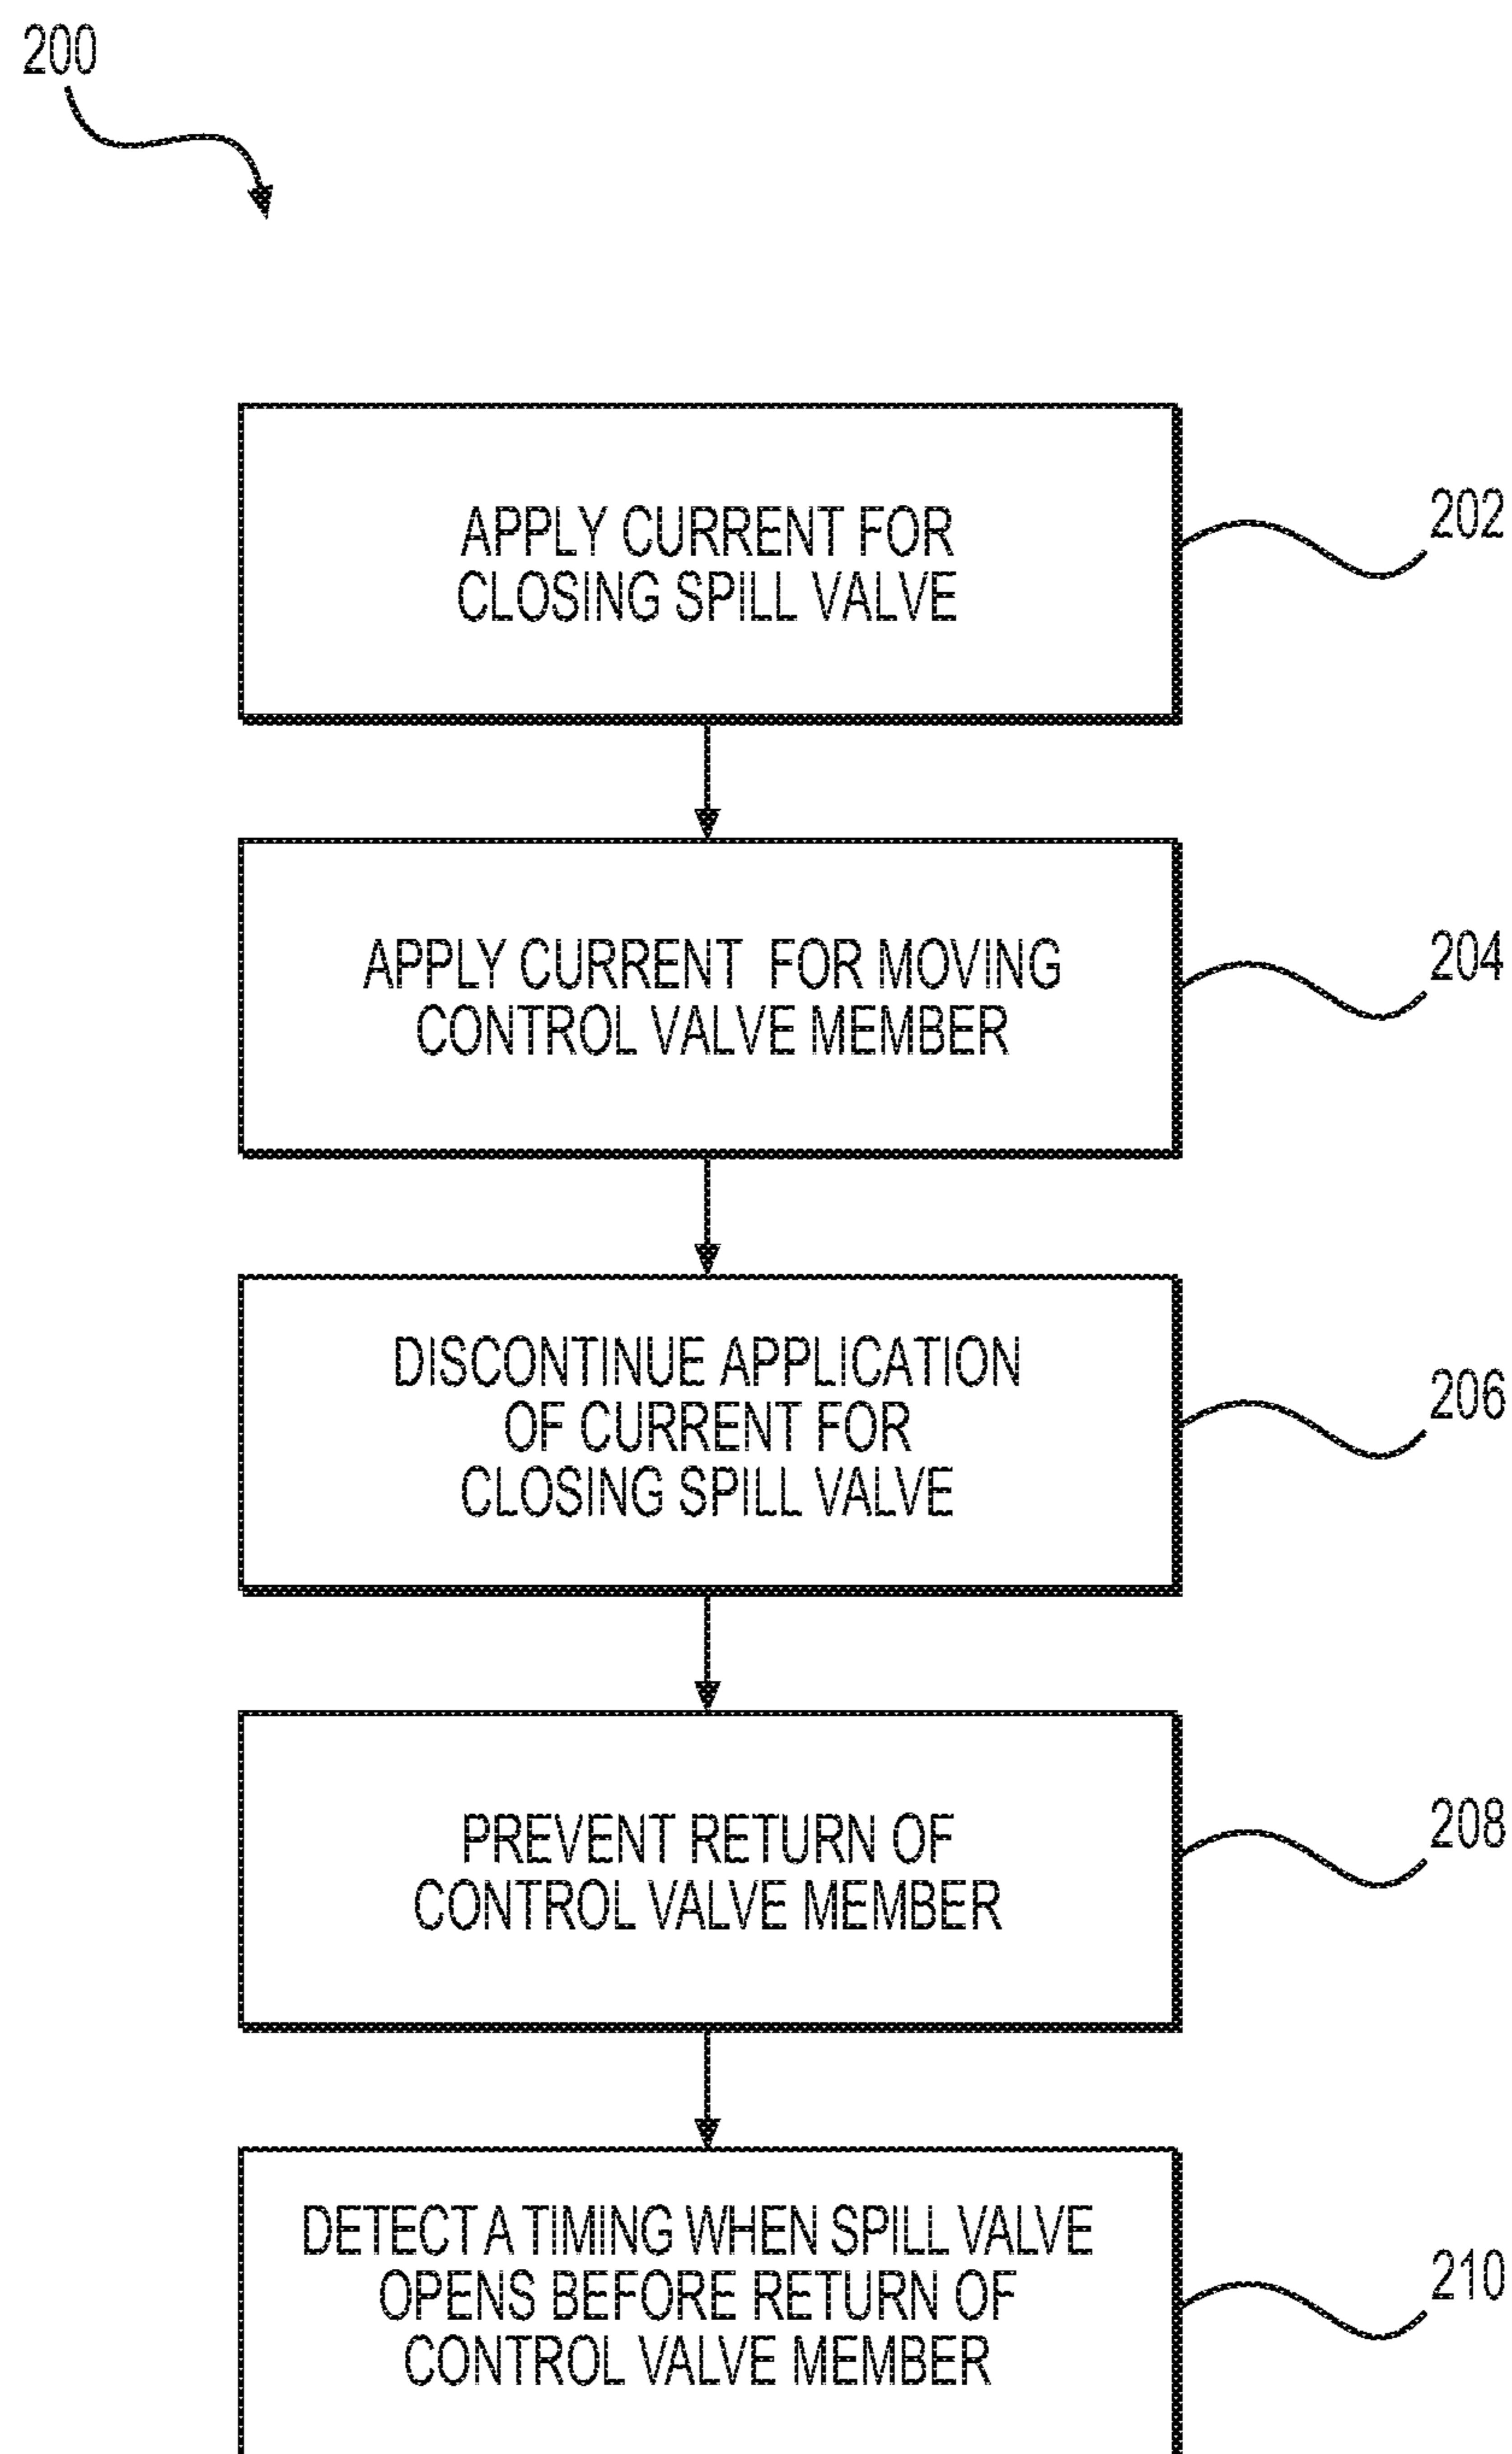 200
APPLY CURRENT FOR
CLOSING SPILL VALVE
202
APPLY CURRENT FOR MOVING
CONTROL VALVE MEMBER
204
DISCONTINUE APPLICATION
OF CURRENT FOR
CLOSING SPILL VALVE
206
PREVENT RETURN OF
CONTROL VALVE MEMBER
208
DETECT A TIMING WHEN SPILL VALVE
OPENS BEFORE RETURN OF
CONTROL VALVE MEMBER
210